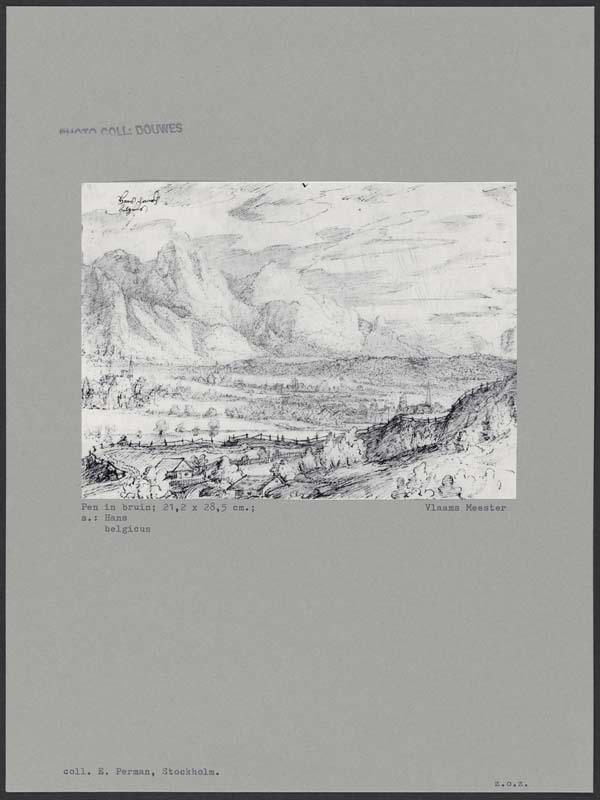 PHOTO COLL: DOUWES
Hans
belgicus
Pen in bruin; 21,2 x 28,5 cm.;
Vlaams Meester
s.: Hans
belgicus
coll. E. Perman, Stockholm.
z.o.z.